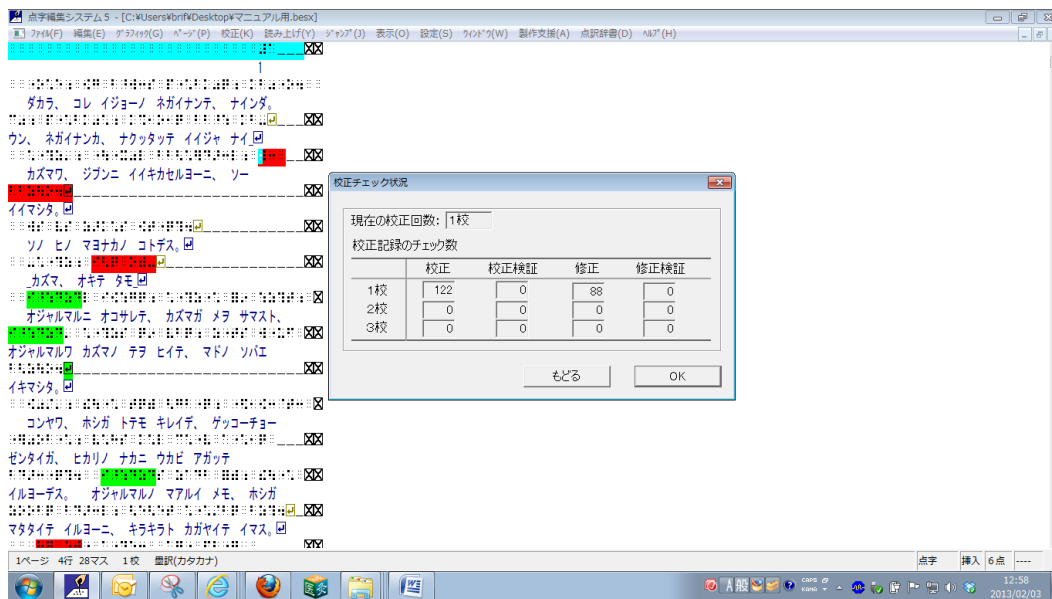 点字編集システム５ - [C:¥Users¥brif¥Desktop¥マニュアル用.besx]
ﾌｧｲﾙ(F) 編集(E) ｸﾞﾗﾌｨｯｸ(G) ﾍﾟｰｼﾞ(P) 校正(K) 読み上げ(Y) ｼﾞｬﾝﾌﾟ(J) 表示(O) 設定(S) ｳｨﾝﾄﾞｳ(W) 製作支援(A) 点訳辞書(D) ﾍﾙﾌﾟ(H)
1
ダカラ、 コレ イジョーノ ネガイナンテ、 ナインダ。
ウン、 ネガイナンカ、 ナクッタッテ イイジャ ナイ
カズマワ、 ジブンニ イイキカセルヨーニ、 ソー
イイマシタ。
ソノ ヒノ マヨナカノ コトデス。
_カズマ、 オキテ タモ
オジャルマルニ オコサレテ、 カズマガ メヲ サマスト、
オジャルマルワ カズマノ テヲ ヒイテ、 マドノ ソバエ
イキマシタ。
コンヤワ、 ホシガ トテモ キレイデ、 ゲッコーチョー
ゼンタイガ、 ヒカリノ ナカニ ウカビ アガッテ
イルヨーデス。 オジャルマルノ マアルイ メモ、 ホシガ
マタタイテ イルヨーニ、 キラキラト カガヤイテ イマス。
校正チェック状況
現在の校正回数: 1校
校正記録のチェック数
校正 校正検証 修正 修正検証
1校 122 0 88 0
2校 0 0 0 0
3校 0 0 0 0
もどる OK
1ページ 4行 28マス 1校 墨訳(カタカナ) 点字 挿入 6点 ----
A 般 CAPS KANA 12:58
2013/02/03